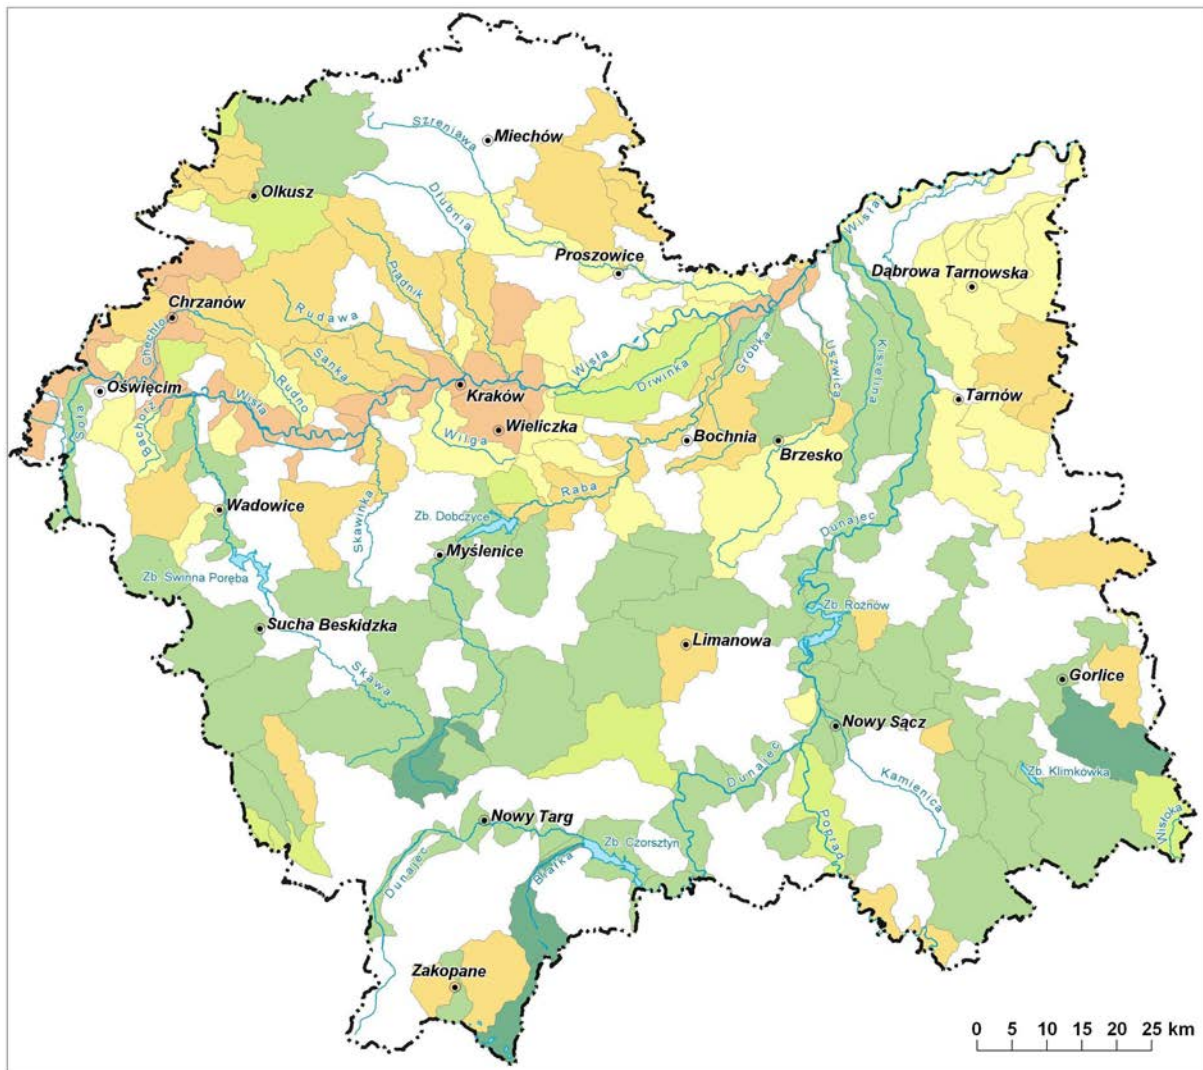 Szreniawa
Miechów
Olkusz
Dłubnia
Wisła
Proszowice
Dąbrowa Tarnowska
Prądnik
Chrzanów
Rudawa
Chechło
Sanka
Rudno
Wisła
Drwinka
Gróbka
Uszwica
Kisielina
Oświęcim
Kraków
Tarnów
Soła
Bachorz
Wisła
Wieliczka
Wilga
Bochnia
Brzesko
Raba
Wadowice
Skawinka
Zb. Dobczyce
Dunajec
Myślenice
Zb. Świnna Poręba
Zb. Rożnów
Sucha Beskidzka
Limanowa
Skawa
Gorlice
Nowy Sącz
Dunajec
Kamienica
Zb. Klimkówka
Poprad
Wisłoka
Nowy Targ
Zb. Czorsztyn
Dunajec
Białka
Zakopane
0 5 10 15 20 25 km